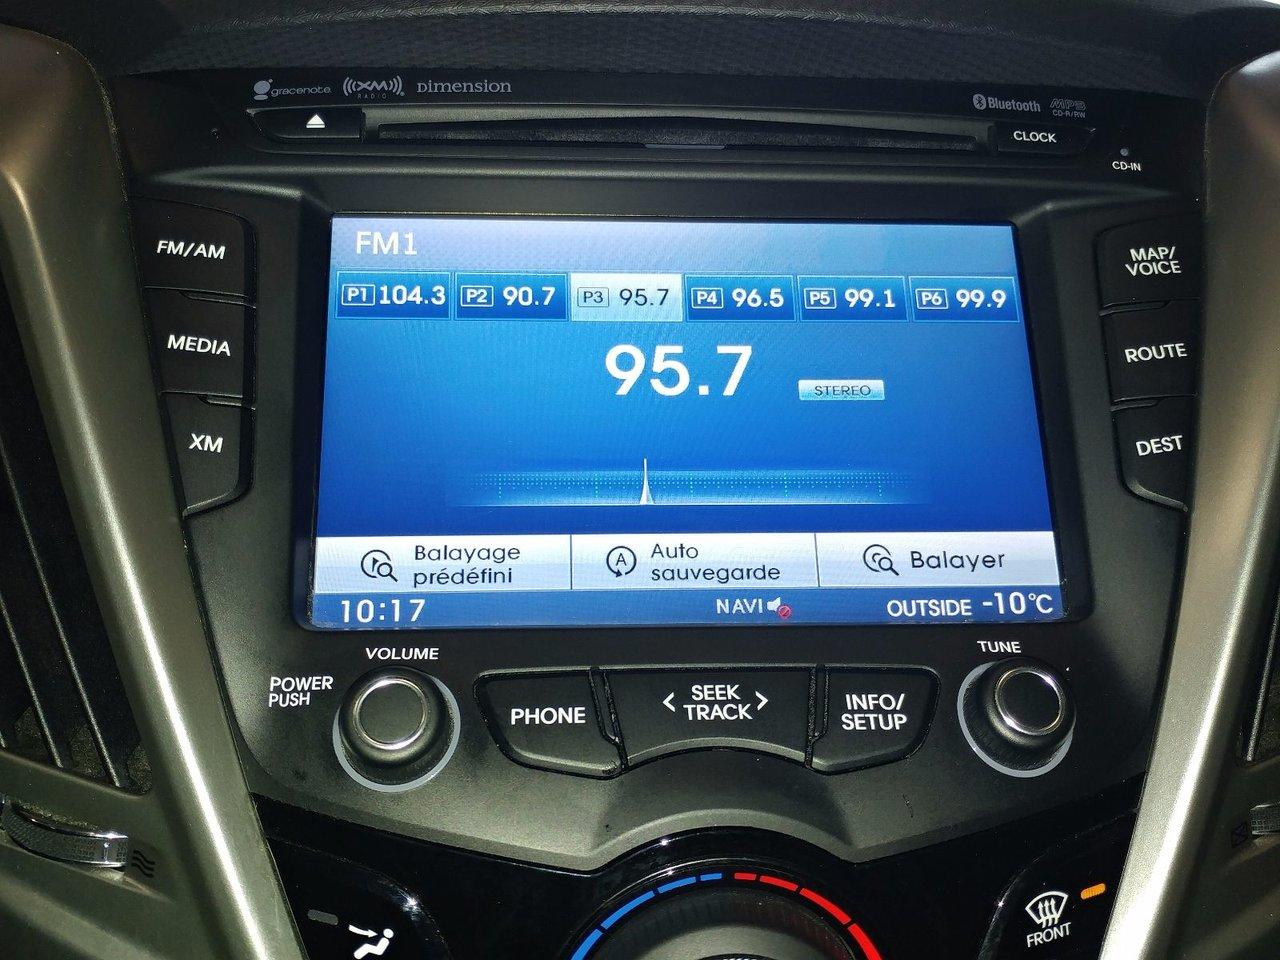 gracenote. ((XM)) RADIO Dimension
Bluetooth MP3
CD-R/RW
CLOCK
CD-IN
FM/AM
MEDIA
XM
FM1
P1 104.3 P2 90.7 P3 95.7 P4 96.5 P5 99.1 P6 99.9
95.7
STEREO
Balayage
prédéfini
Auto
sauvegarde
Balayer
10:17 NAVI OUTSIDE -10°C
MAP/
VOICE
ROUTE
DEST
VOLUME
POWER
PUSH
PHONE
< SEEK >
TRACK
INFO/
SETUP
TUNE
A
FRONT